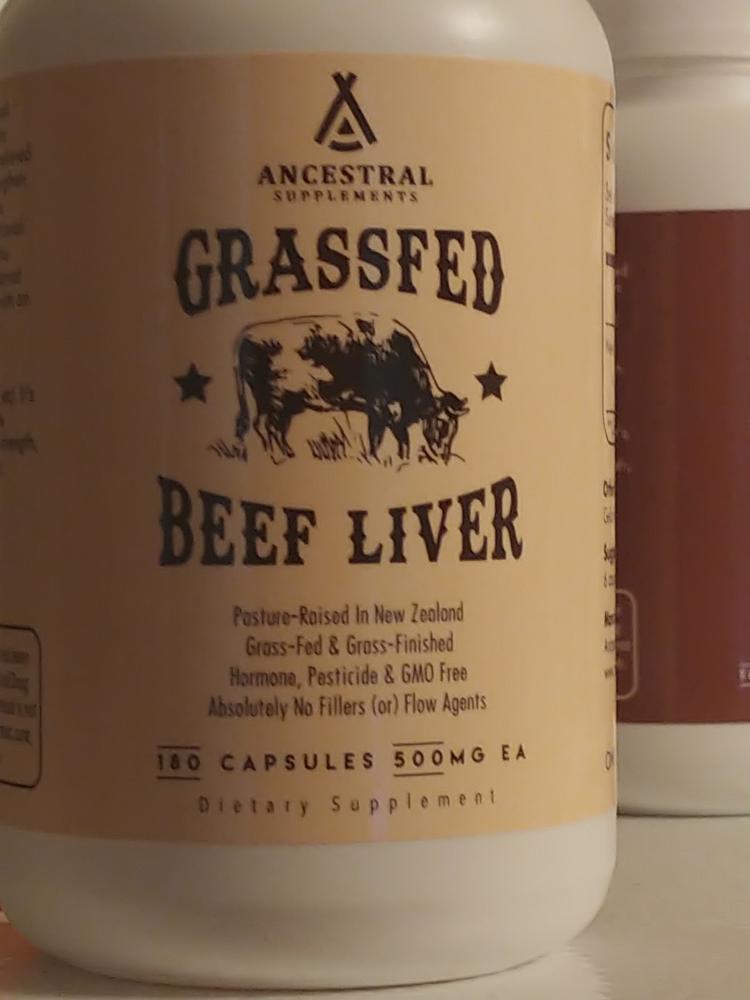 ANCESTRAL
SUPPLEMENTS
GRASSFED
BEEF LIVER
Pasture-Raised In New Zealand
Grass-Fed & Grass-Finished
Hormone, Pesticide & GMO Free
Absolutely No Fillers (or) Flow Agents
180 CAPSULES 500MG EA
Dietary Supplement